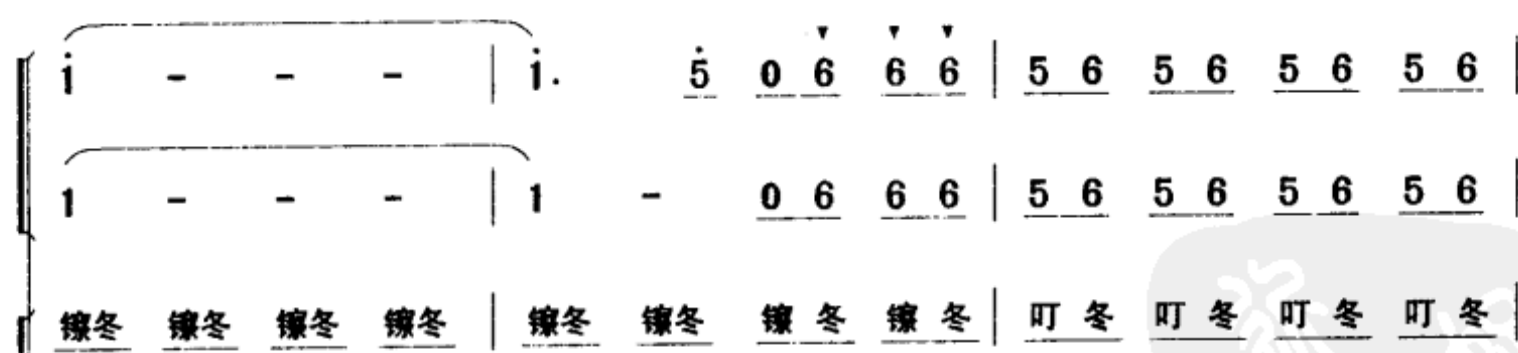 i - - - | i. 5 0 6 6 6 | 5 6 5 6 5 6 5 6 |
1 - - - | 1 - 0 6 6 6 | 5 6 5 6 5 6 5 6 |
镲冬 镲冬 镲冬 镲冬 | 镲冬 镲冬 镲 冬 镲 冬 | 叮 冬 叮 冬 叮 冬 叮 冬 |